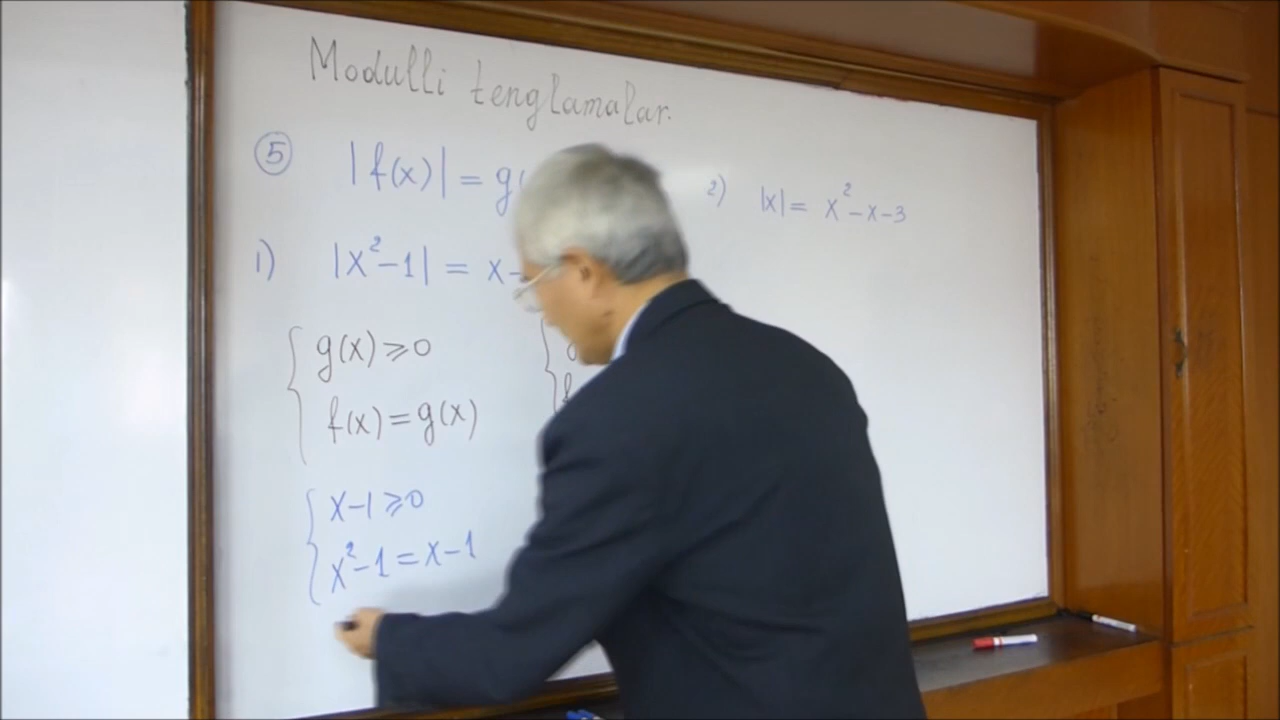 Modulli tenglamalar.
⑤ |f(x)| = g(
1) |x²-1| = x-
{ g(x) ⩾ 0
f(x) = g(x)
{ x-1 ⩾ 0
x²-1 = x-1
{
2) |x| = x²-x-3